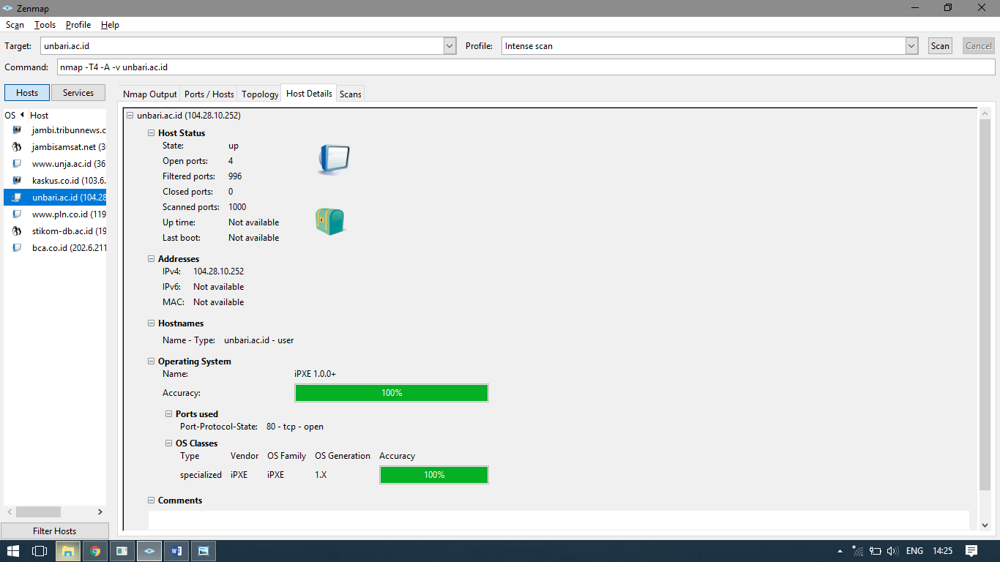 Zenmap
Scan Tools Profile Help
Target: unbari.ac.id Profile: Intense scan Scan Cancel
Command: nmap -T4 -A -v unbari.ac.id
Hosts Services
Nmap Output Ports / Hosts Topology Host Details Scans
OS Host
jambi.tribunnews.c
jambisamsat.net (3
www.unja.ac.id (36
kaskus.co.id (103.6.
unbari.ac.id (104.28
www.pln.co.id (119
stikom-db.ac.id (19
bca.co.id (202.6.211
Filter Hosts
unbari.ac.id (104.28.10.252)
Host Status
State: up
Open ports: 4
Filtered ports: 996
Closed ports: 0
Scanned ports: 1000
Up time: Not available
Last boot: Not available
Addresses
IPv4: 104.28.10.252
IPv6: Not available
MAC: Not available
Hostnames
Name - Type: unbari.ac.id - user
Operating System
Name: iPXE 1.0.0+
Accuracy: 100%
Ports used
Port-Protocol-State: 80 - tcp - open
OS Classes
Type Vendor OS Family OS Generation Accuracy
specialized iPXE iPXE 1.X 100%
Comments
ENG 14:25